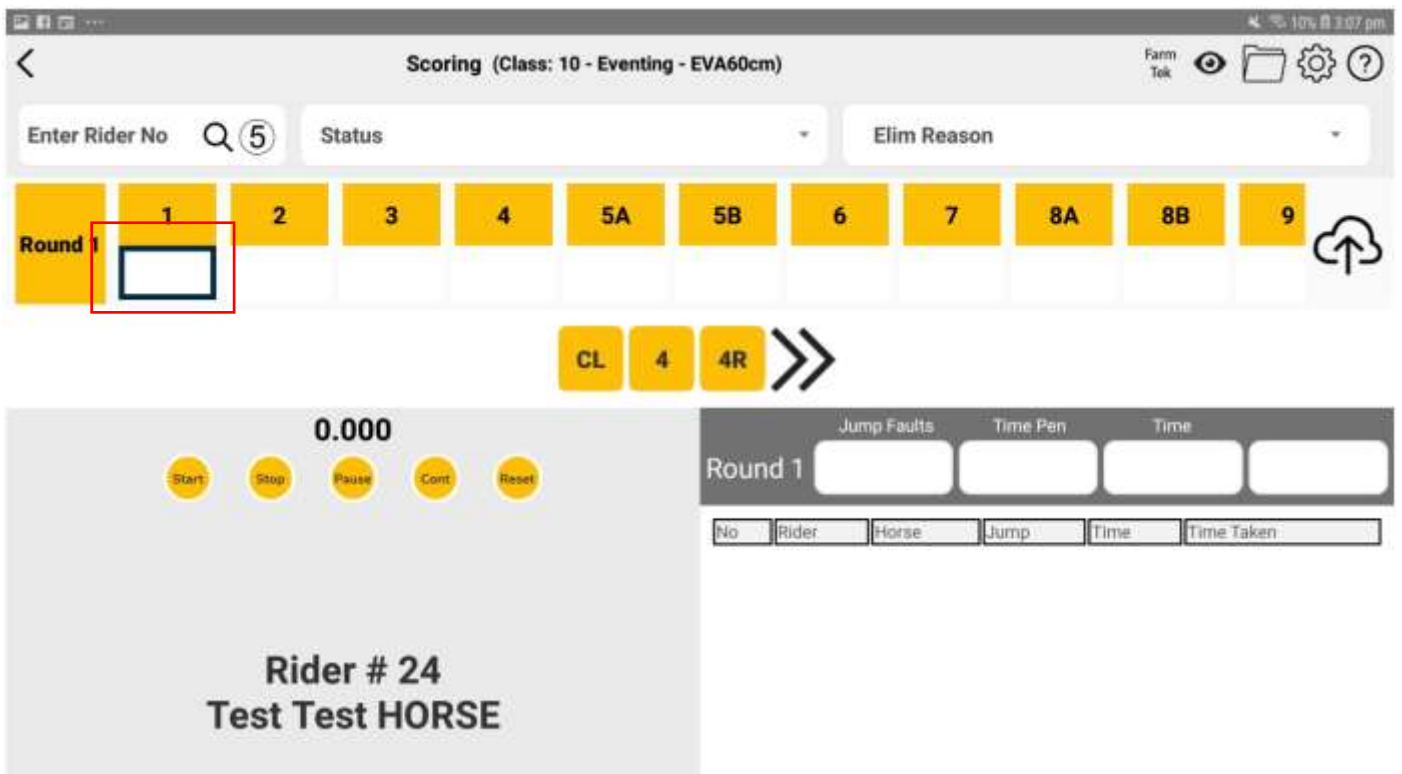 10% 3:07 pm
Scoring (Class: 10 - Eventing - EVA60cm)
Farm
Tek
Enter Rider No 5 Status Elim Reason
Round 1 1 2 3 4 5A 5B 6 7 8A 8B 9
CL 4 4R
0.000
Start Stop Pause Cont Reset
Jump Faults Time Pen Time
Round 1
No Rider Horse Jump Time Time Taken
Rider # 24
Test Test HORSE